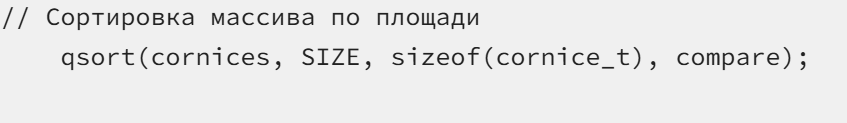 // Сортировка массива по площади
qsort(cornices, SIZE, sizeof(cornice_t), compare);